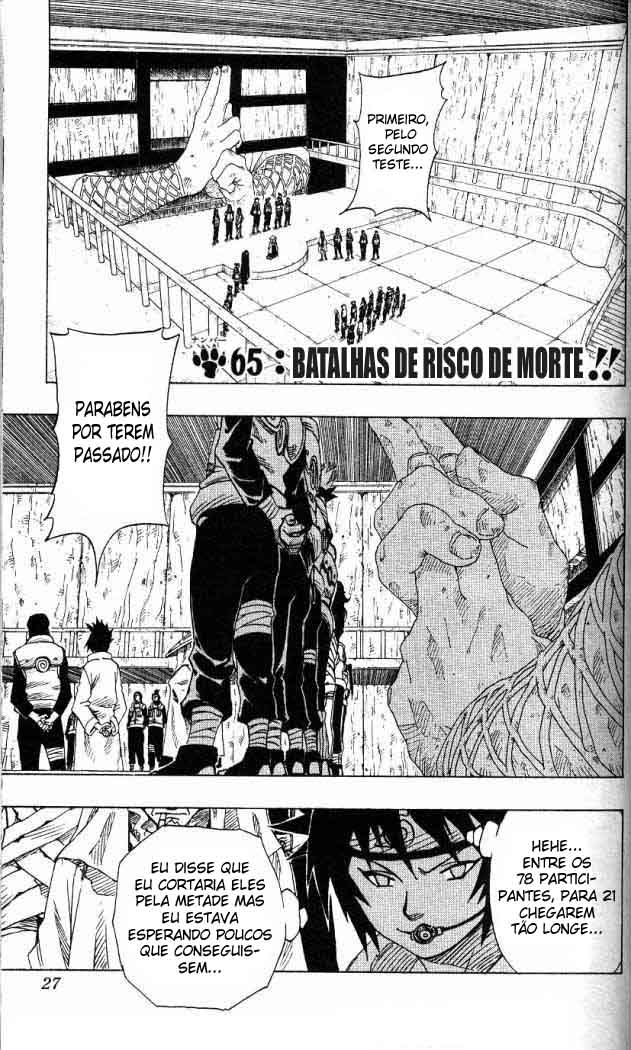 PRIMEIRO,
PELO
SEGUNDO
TESTE...
65 : BATALHAS DE RISCO DE MORTE!!
PARABENS
POR TEREM
PASSADO!!
HEHE...
ENTRE OS
78 PARTICI-
PANTES, PARA 21
CHEGAREM
TÃO LONGE...
EU DISSE QUE
EU CORTARIA ELES
PELA METADE MAS
EU ESTAVA
ESPERANDO POUCOS
QUE CONSEGUIS-
SEM...
27